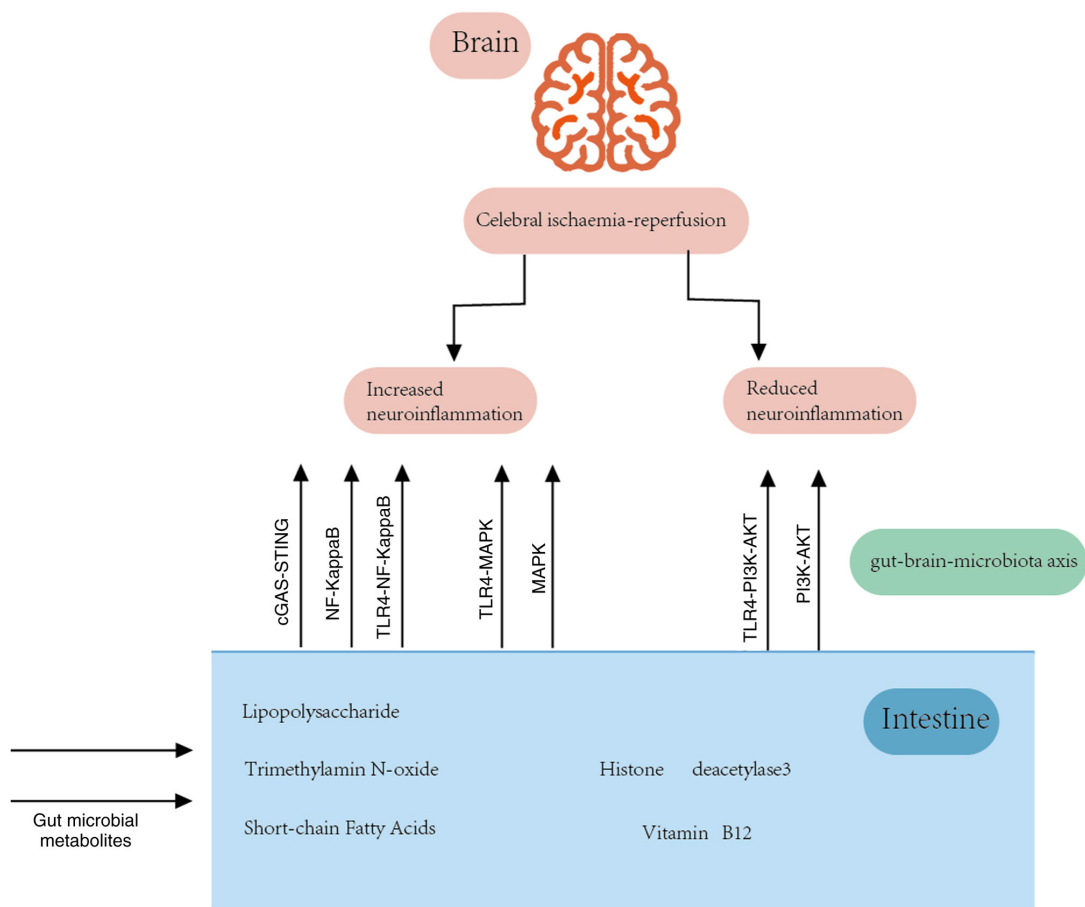 Brain
Celebral ischaemia-reperfusion
Increased
neuroinflammation
Reduced
neuroinflammation
cGAS-STING
NF-KappaB
TLR4-NF-KappaB
TLR4-MAPK
MAPK
TLR4-PI3K-AKT
PI3K-AKT
gut-brain-microbiota axis
Intestine
Lipopolysaccharide
Trimethylamin N-oxide
Histone deacetylase3
Short-chain Fatty Acids
Vitamin B12
Gut microbial
metabolites